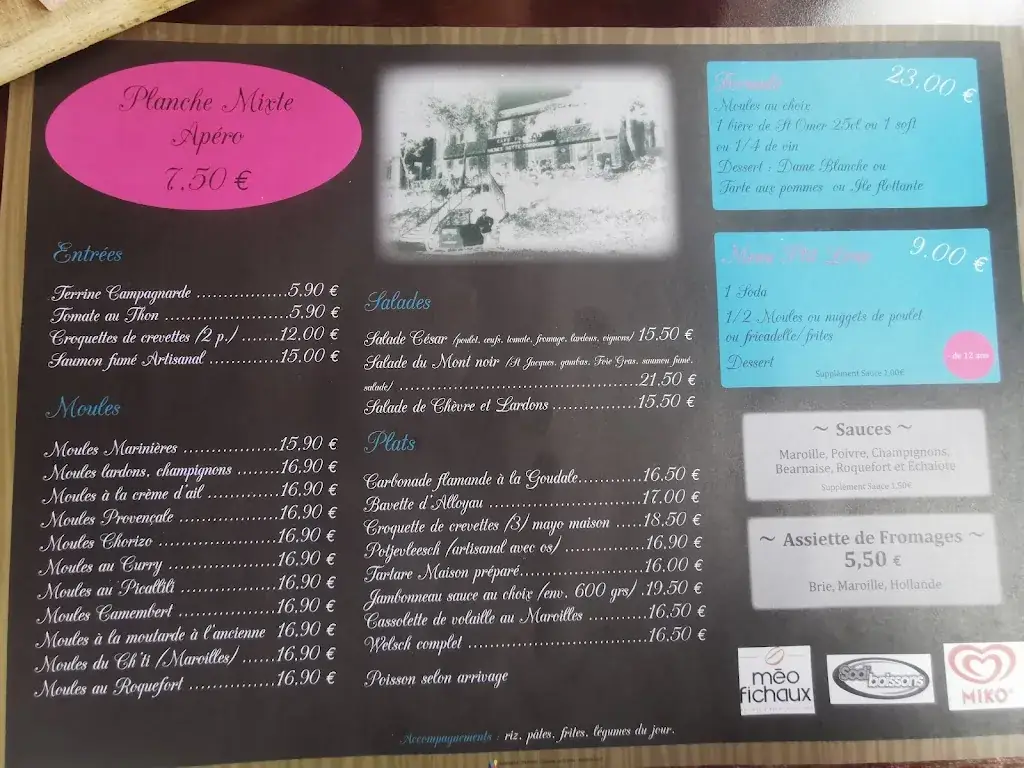 Planche Mixte
Apéro
7.50 €
Entrées
Terrine Campagnarde .................5.90 €
Tomate au Thon .......................5.90 €
Croquettes de crevettes (2 p.) .......12.00 €
Saumon fumé Artisanal ..............15.00 €
Moules
Moules Marinières ...................15.90 €
Moules lardons, champignons ........16.90 €
Moules à la crème d'ail ..............16.90 €
Moules Provençale ....................16.90 €
Moules Chorizo .......................16.90 €
Moules au Curry ......................16.90 €
Moules au Picallili ...................16.90 €
Moules Camembert ...................16.90 €
Moules à la moutarde à l'ancienne 16.90 €
Moules du Ch'ti (Maroilles) ......16.90 €
Moules au Roquefort .................16.90 €
CAFE
Salades
Salade César (poulet, œufs, tomate, fromage, lardons, oignons) 15.50 €
Salade du Mont noir (St Jacques, gambas, Foie Gras, saumon fumé,
salade) ........................................21.50 €
Salade de Chèvre et Lardons ................15.50 €
Plats
Carbonade flamande à la Goudale............16.50 €
Bavette d'Alloyau ..............................17.00 €
Croquette de crevettes (3) mayo maison .....18.50 €
Potjevleesch (artisanal avec os) ................16.90 €
Tartare Maison préparé.......................16.00 €
Jambonneau sauce au choix (env. 600 grs) .19.50 €
Cassolette de volaille au Maroilles ..........16.50 €
Welsch complet ...............................16.50 €
Poisson selon arrivage
Accompagnements : riz, pâtes, frites, légumes du jour.
23.00 €
Moules au choix
1 bière de St Omer 25cl ou 1 soft
ou 1/4 de vin
Dessert : Dame Blanche ou
Tarte aux pommes ou Ile flottante
Menu P'tit Loup
9.00 €
1 Soda
1/2 Moules ou nuggets de poulet
ou fricadelle/ frites
Dessert
- de 12 ans
Supplément Sauce 1,00€
~ Sauces ~
Maroille, Poivre, Champignons,
Bearnaise, Roquefort et Echalote
Supplément Sauce 1,50€
~ Assiette de Fromages ~
5,50 €
Brie, Maroille, Hollande
méo
fichaux
Sodi
boissons
MIKO